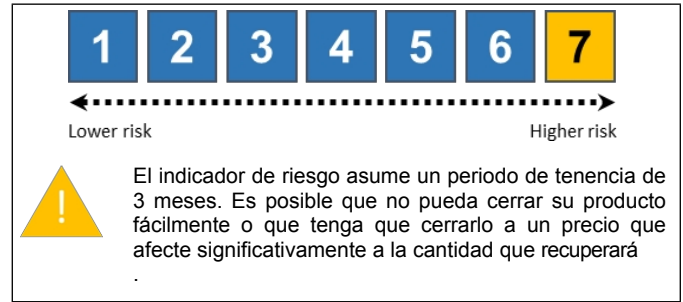 1 2 3 4 5 6 7
Lower risk Higher risk
!
El indicador de riesgo asume un periodo de tenencia de
3 meses. Es posible que no pueda cerrar su producto
fácilmente o que tenga que cerrarlo a un precio que
afecte significativamente a la cantidad que recuperará
.